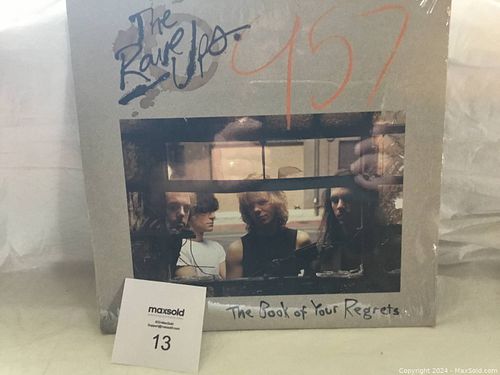 The
Rave
Ups
457
The Book of Your Regrets
maxsold
13
Copyright 2024 - MaxSold.com